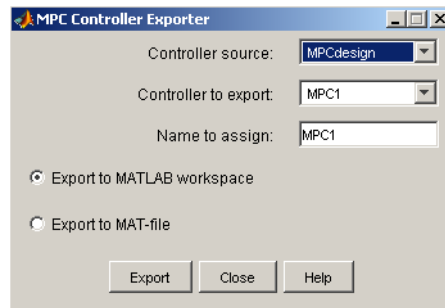 MPC Controller Exporter
Controller source: MPCdesign
Controller to export: MPC1
Name to assign: MPC1
Export to MATLAB workspace
Export to MAT-file
Export Close Help